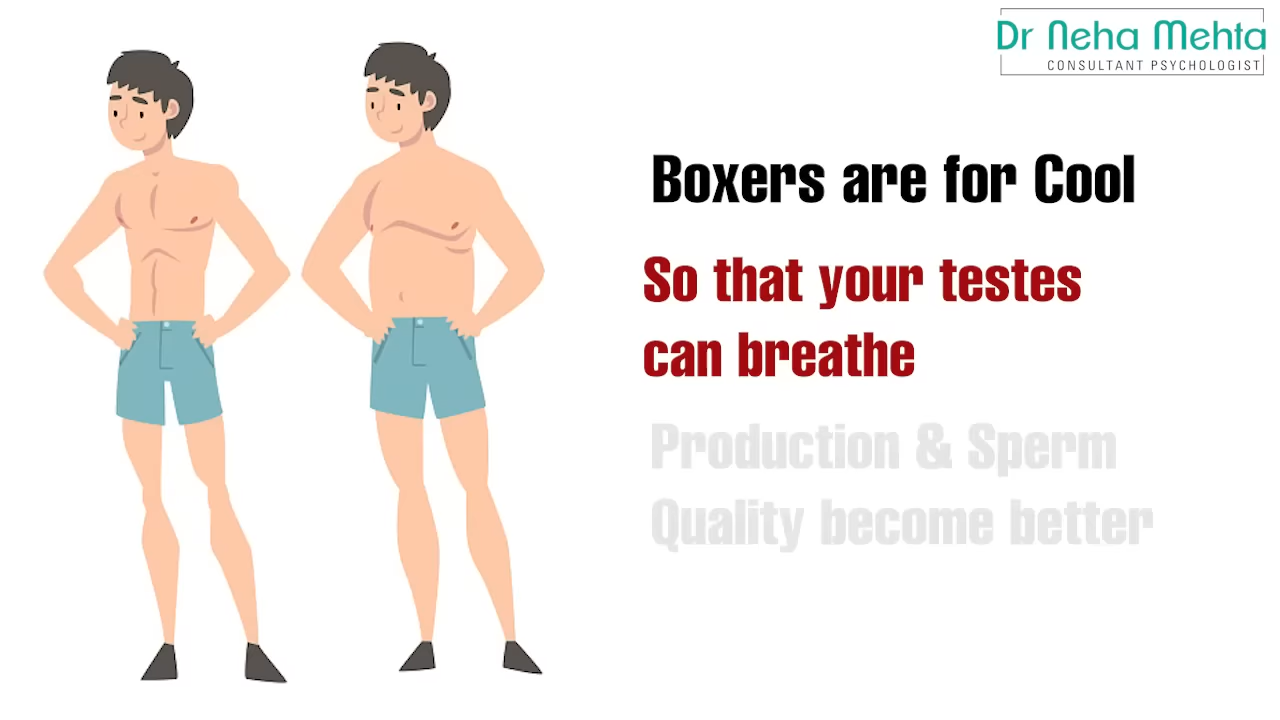 Dr Neha Mehta
CONSULTANT PSYCHOLOGIST
Boxers are for Cool
So that your testes
can breathe
Production & Sperm
Quality become better